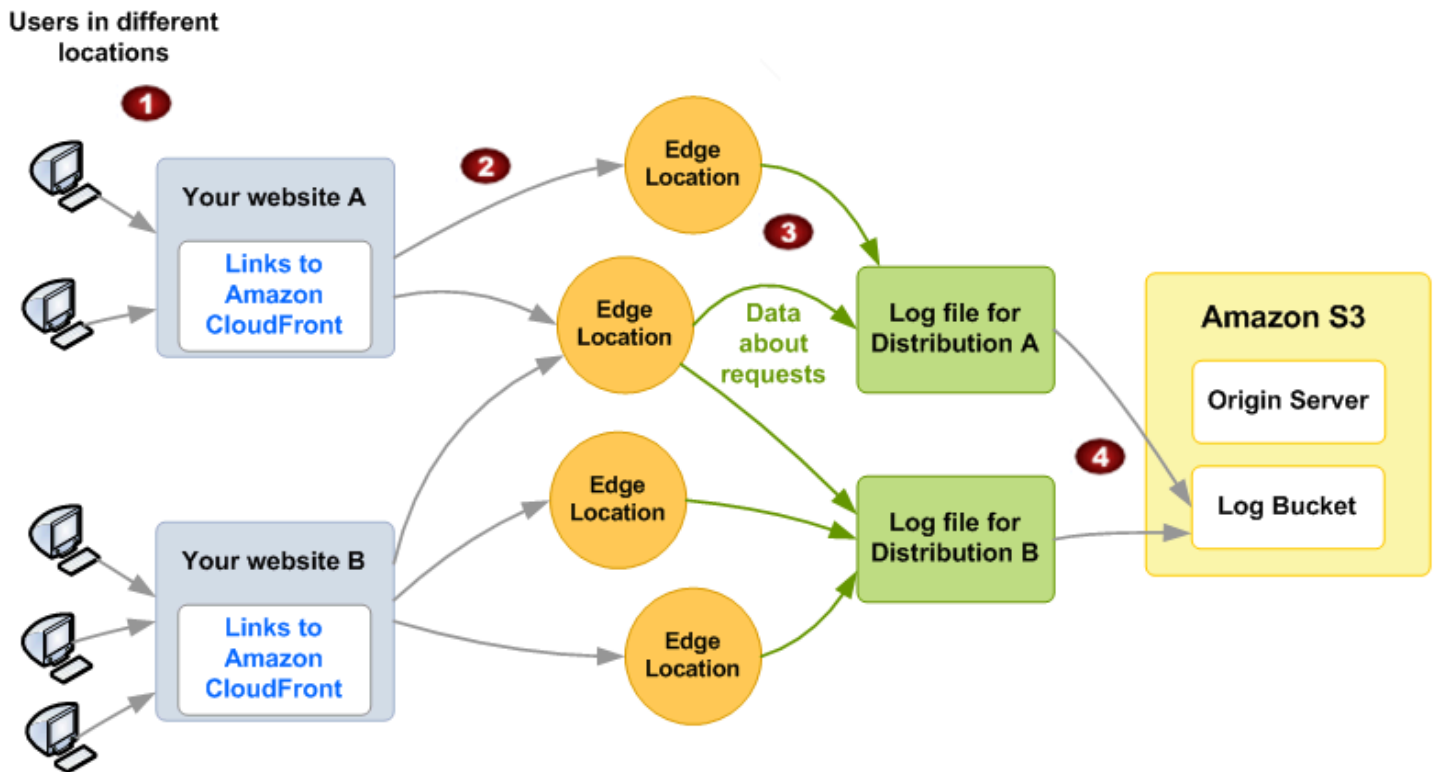 Users in different
locations
1
Your website A
Links to
Amazon
CloudFront
2
Edge
Location
3
Edge
Location
Data
about
requests
Log file for
Distribution A
Amazon S3
Origin Server
Log Bucket
4
Your website B
Links to
Amazon
CloudFront
Edge
Location
Edge
Location
Log file for
Distribution B